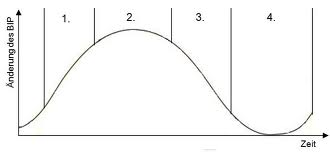 1. 2. 3. 4.
Änderung des BIP
Zeit